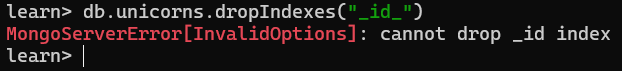 learn> db.unicorns.dropIndexes("_id_")
MongoServerError[InvalidOptions]: cannot drop _id index
learn>